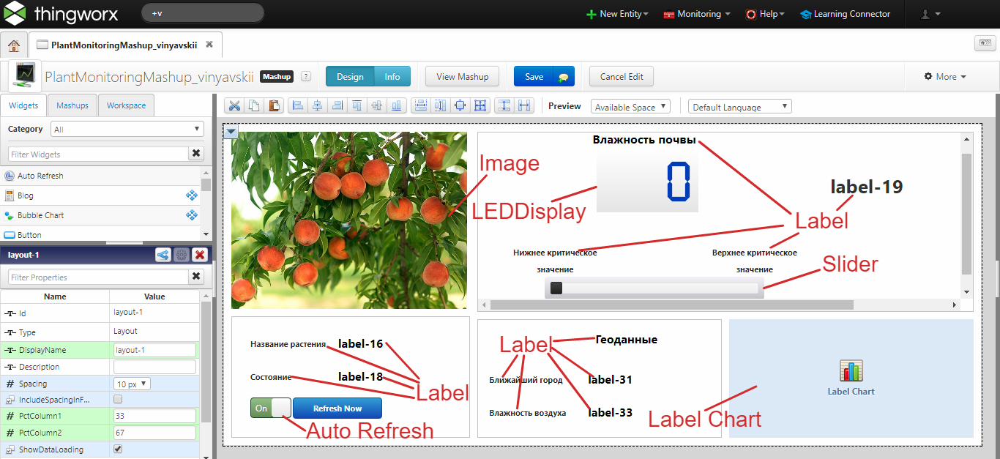 thingworx
+v
New Entity
Monitoring
Help
Learning Connector
PlantMonitoringMashup_vinyavskii
PlantMonitoringMashup_vinyavskii
Mashup
?
Design
Info
View Mashup
Save
Cancel Edit
More
Widgets
Mashups
Workspace
Preview
Available Space
Default Language
Category
All
Filter Widgets
Auto Refresh
Blog
Bubble Chart
Button
layout-1
Filter Properties
Name
Value
Id
layout-1
Type
Layout
DisplayName
layout-1
Description
Spacing
10 px
IncludeSpacingInF...
PctColumn1
33
PctColumn2
67
ShowDataLoading
Image
Влажность почвы
0
LEDDisplay
label-19
Label
Нижнее критическое
значение
Верхнее критическое
значение
Slider
Название растения
label-16
Состояние
label-18
Label
On
Refresh Now
Auto Refresh
Label
Геоданные
Ближайший город
label-31
Влажность воздуха
label-33
Label Chart
Label Chart